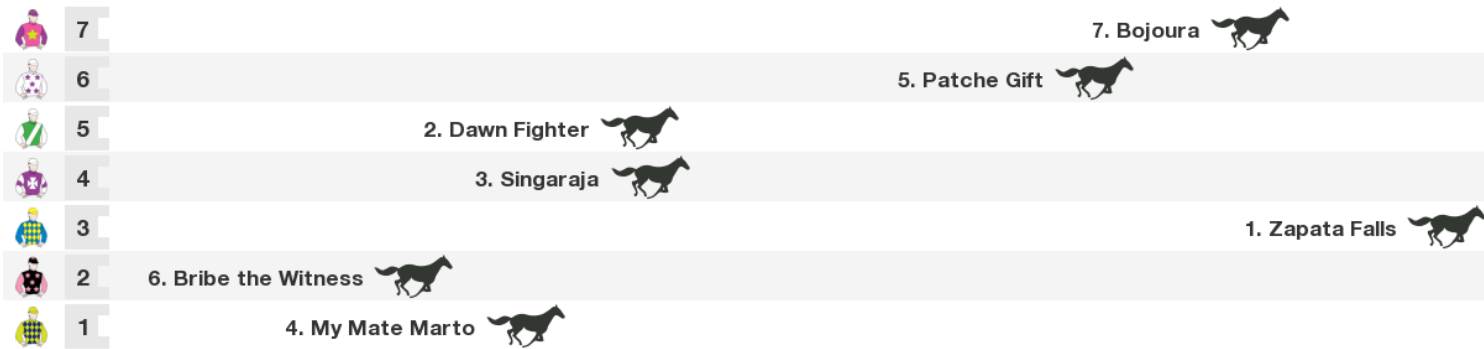 7 7. Bojoura
6 5. Patche Gift
5 2. Dawn Fighter
4 3. Singaraja
3 1. Zapata Falls
2 6. Bribe the Witness
1 4. My Mate Marto